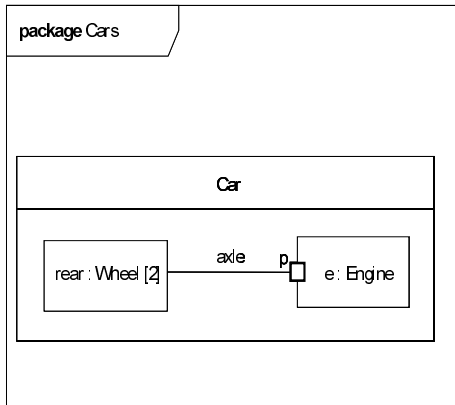 package Cars
Car
axle
p
rear : Wheel [2]
e : Engine